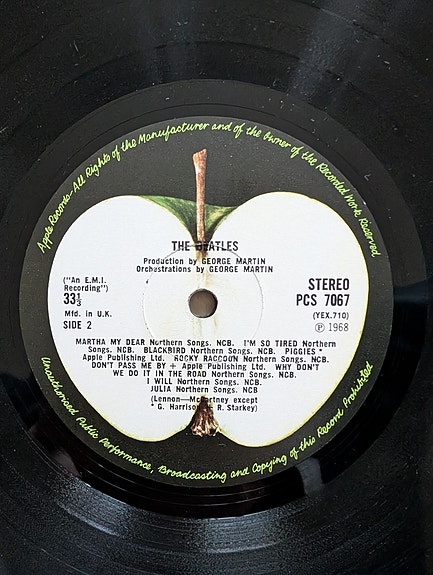 Apple Records-All Rights of the Manufacturer and of the Owner of the Recorded Work Reserved
THE BEATLES
Production by GEORGE MARTIN
Orchestrations by GEORGE MARTIN
("An E.M.I.
Recording")
33 1/3
Mfd. in U.K.
SIDE 2
STEREO
PCS 7067
(YEX.710)
Ⓟ 1968
MARTHA MY DEAR Northern Songs. NCB. I'M SO TIRED Northern
Songs. NCB. BLACKBIRD Northern Songs. NCB. PIGGIES *
Apple Publishing Ltd. ROCKY RACCOON Northern Songs. NCB.
DON'T PASS ME BY + Apple Publishing Ltd. WHY DON'T
WE DO IT IN THE ROAD Northern Songs. NCB.
I WILL Northern Songs. NCB.
JULIA Northern Songs. NCB.
(Lennon—McCartney except
* G. Harrison + R. Starkey)
Unauthorized Public Performance, Broadcasting and Copying of this Record Prohibited